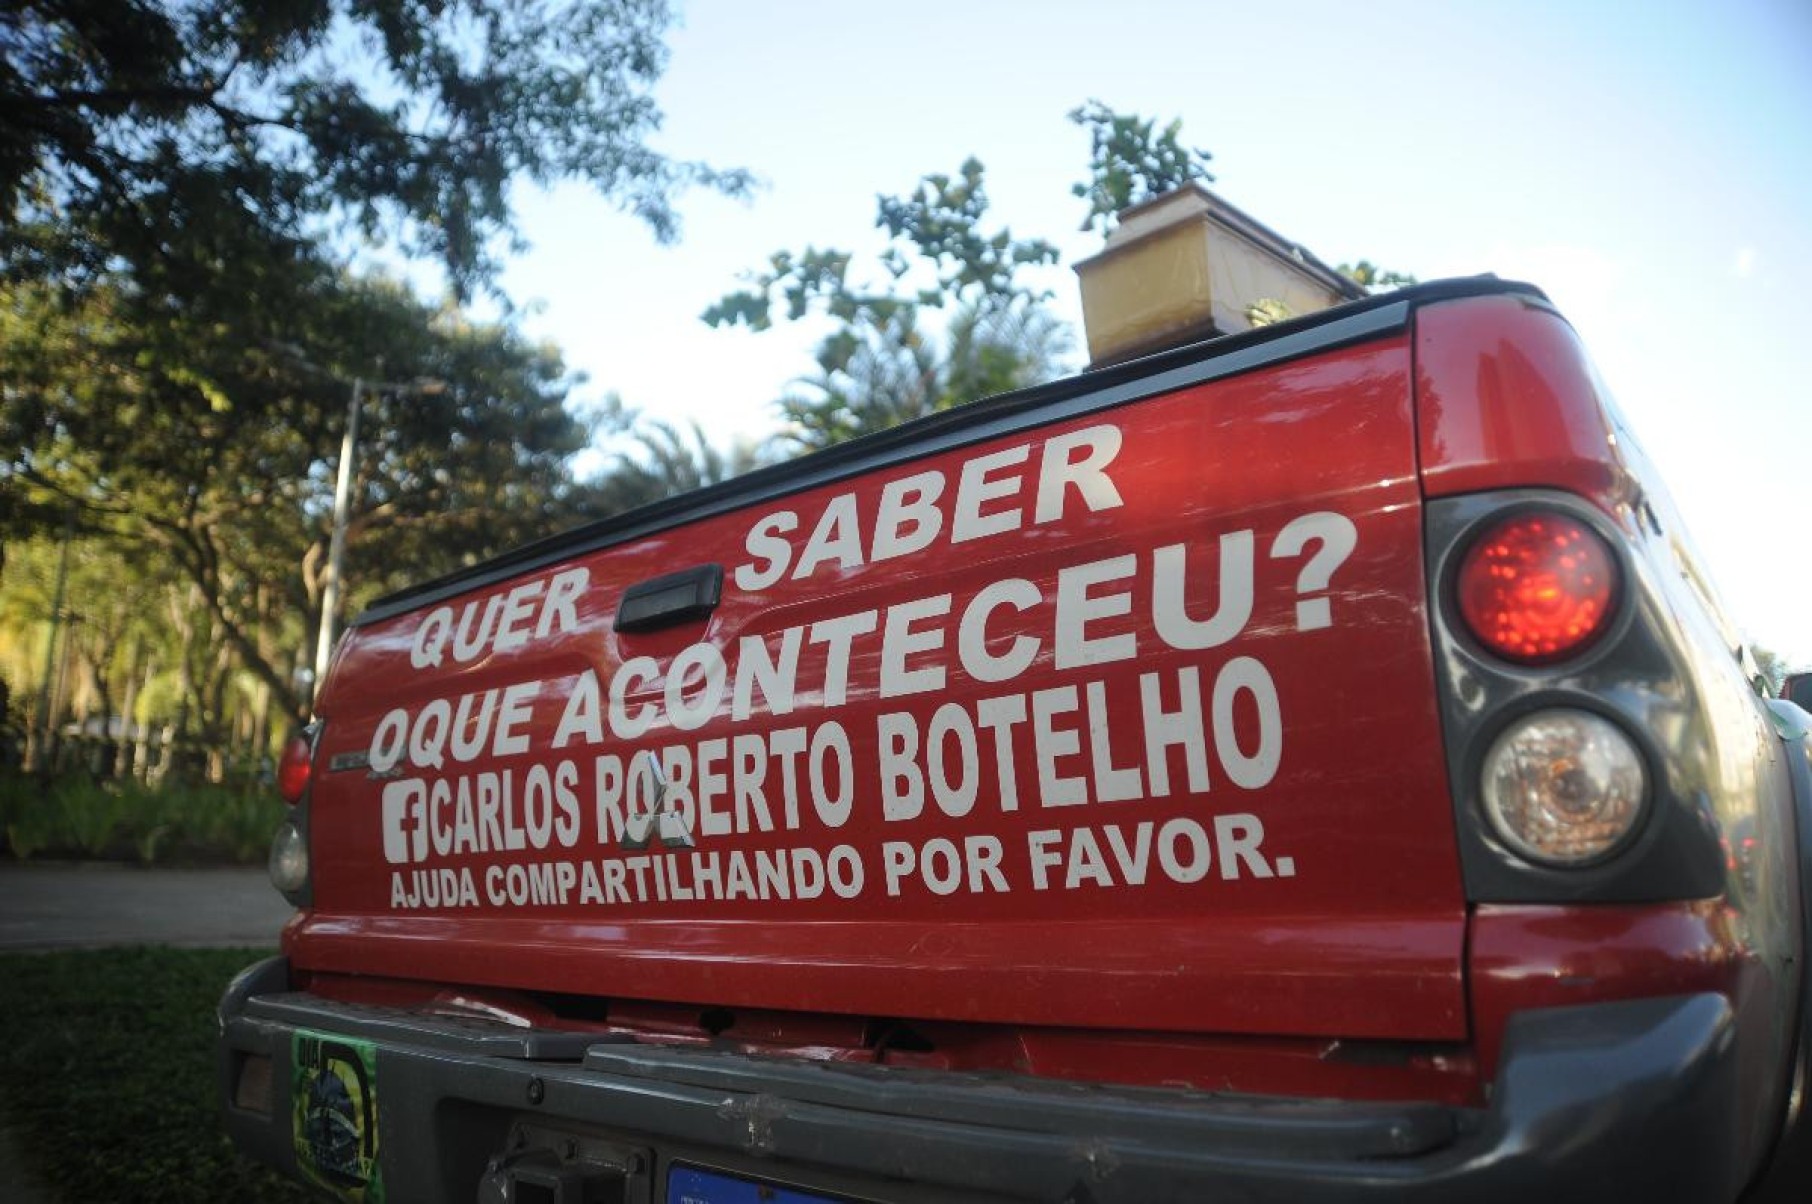 QUER SABER
OQUE ACONTECEU?
CARLOS ROBERTO BOTELHO
AJUDA COMPARTILHANDO POR FAVOR.